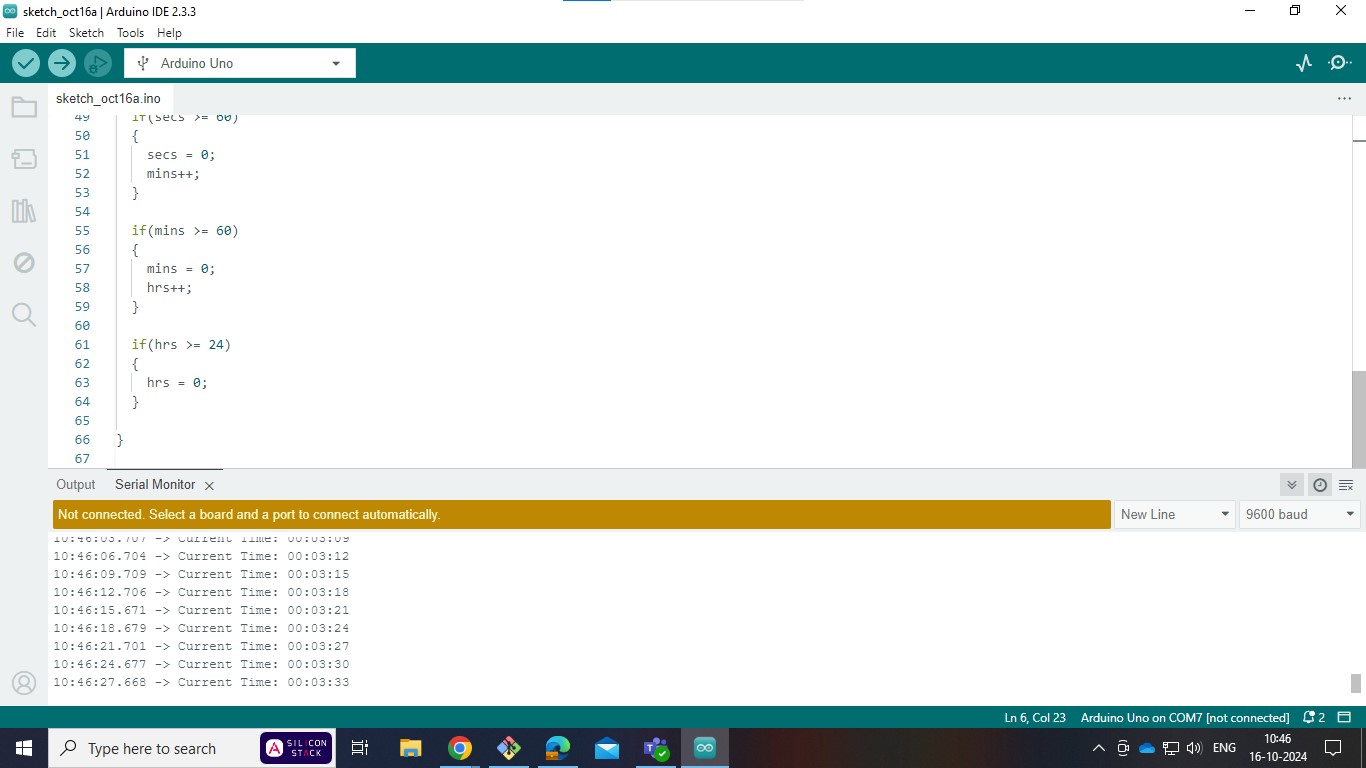 sketch_oct16a | Arduino IDE 2.3.3
File Edit Sketch Tools Help
Arduino Uno
sketch_oct16a.ino
49 if(secs >= 60)
50 {
51 secs = 0;
52 mins++;
53 }
54
55 if(mins >= 60)
56 {
57 mins = 0;
58 hrs++;
59 }
60
61 if(hrs >= 24)
62 {
63 hrs = 0;
64 }
65
66 }
67
Output Serial Monitor
Not connected. Select a board and a port to connect automatically.
New Line
9600 baud
10:46:03.707 -> Current Time: 00:03:09
10:46:06.704 -> Current Time: 00:03:12
10:46:09.709 -> Current Time: 00:03:15
10:46:12.706 -> Current Time: 00:03:18
10:46:15.671 -> Current Time: 00:03:21
10:46:18.679 -> Current Time: 00:03:24
10:46:21.701 -> Current Time: 00:03:27
10:46:24.677 -> Current Time: 00:03:30
10:46:27.668 -> Current Time: 00:03:33
Ln 6, Col 23 Arduino Uno on COM7 [not connected] 2
Type here to search
SILICON
STACK
ENG
10:46
16-10-2024